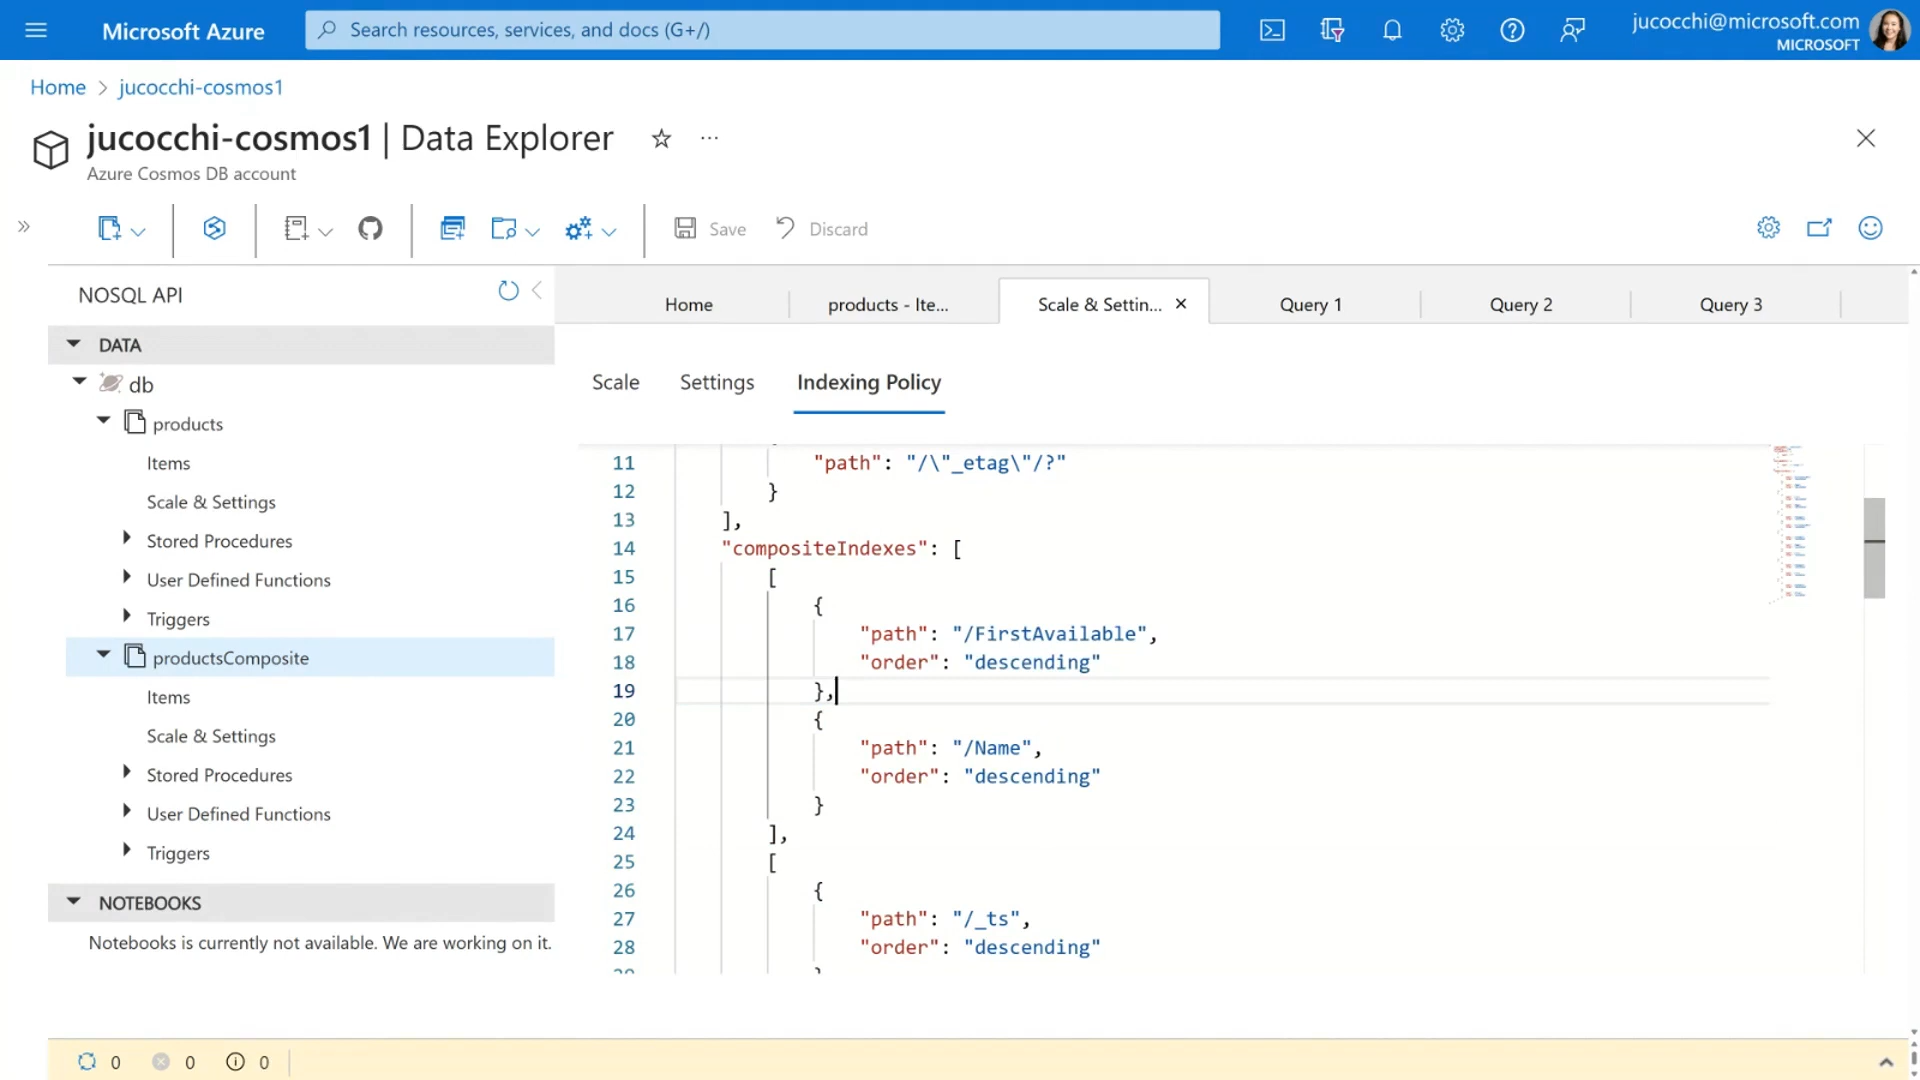 Microsoft Azure
Search resources, services, and docs (G+/)
jucocchi@microsoft.com
MICROSOFT
Home > jucocchi-cosmos1
jucocchi-cosmos1 | Data Explorer
Azure Cosmos DB account
Save
Discard
NOSQL API
DATA
db
products
Items
Scale & Settings
Stored Procedures
User Defined Functions
Triggers
productsComposite
Items
Scale & Settings
Stored Procedures
User Defined Functions
Triggers
NOTEBOOKS
Notebooks is currently not available. We are working on it.
Home
products - Ite...
Scale & Settin...
Query 1
Query 2
Query 3
Scale
Settings
Indexing Policy
11 "path": "/\"_etag\"/?"
12 }
13 ],
14 "compositeIndexes": [
15 [
16 {
17 "path": "/FirstAvailable",
18 "order": "descending"
19 },
20 {
21 "path": "/Name",
22 "order": "descending"
23 }
24 ],
25 [
26 {
27 "path": "/_ts",
28 "order": "descending"
0
0
0